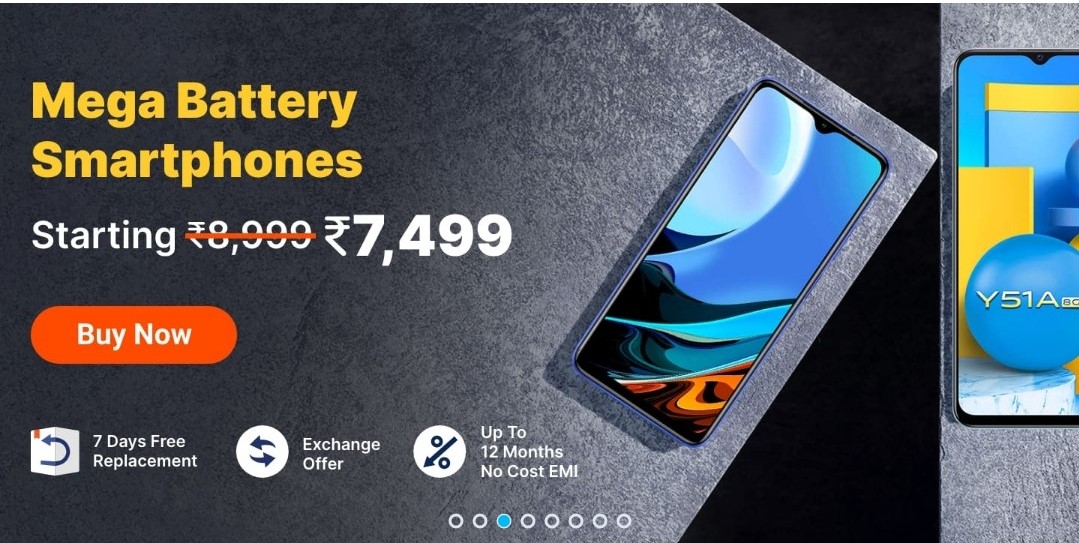 Mega Battery
Smartphones
Starting ₹8,999 ₹7,499
Buy Now
7 Days Free
Replacement
Exchange
Offer
Up To
12 Months
No Cost EMI
Y51A